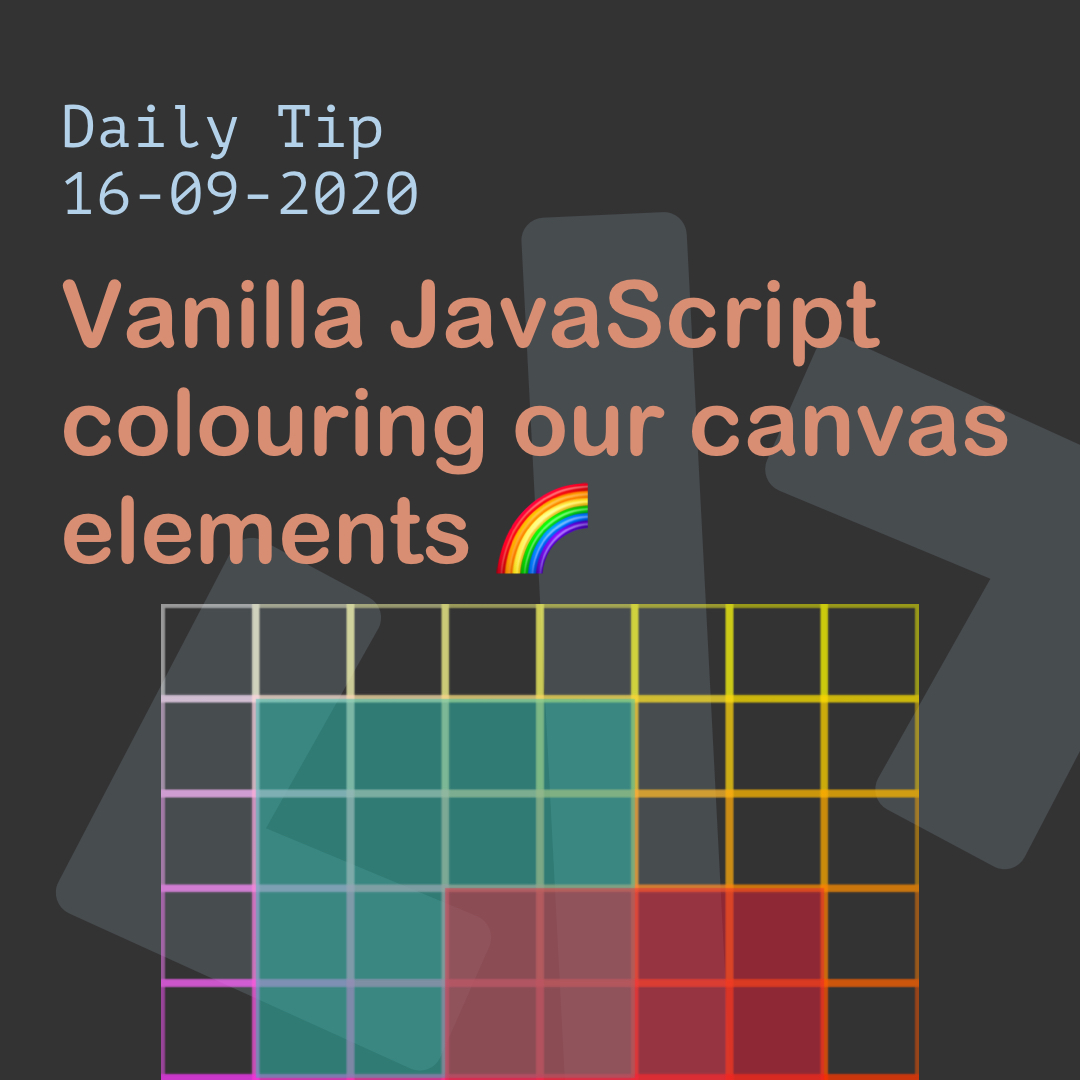 Daily Tip
16-09-2020
Vanilla JavaScript
colouring our canvas
elements 🌈